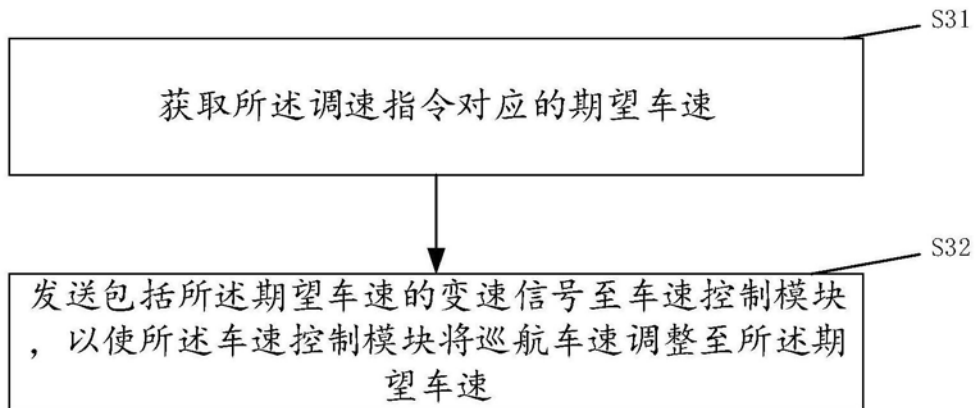 S31
获取所述调速指令对应的期望车速
S32
发送包括所述期望车速的变速信号至车速控制模块
，以使所述车速控制模块将巡航车速调整至所述期
望车速